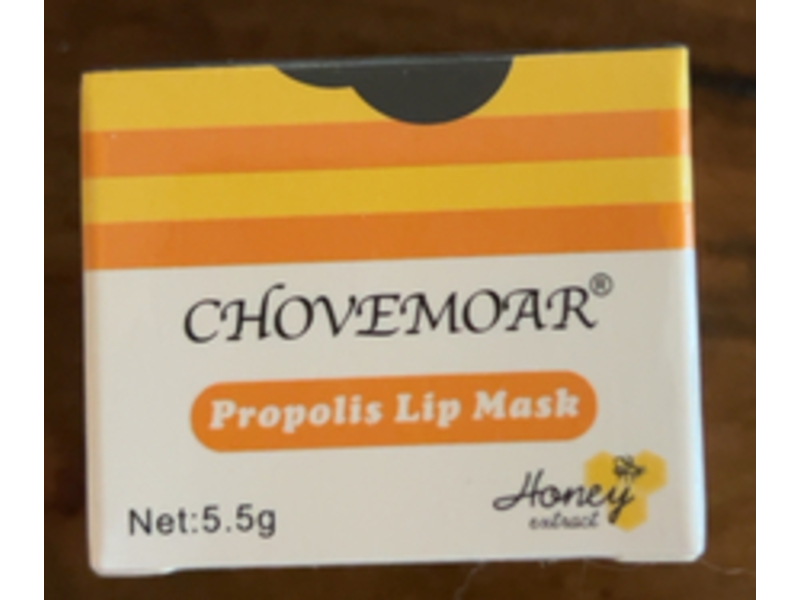 CHOVEMOAR®
Propolis Lip Mask
Honey
extract
Net:5.5g